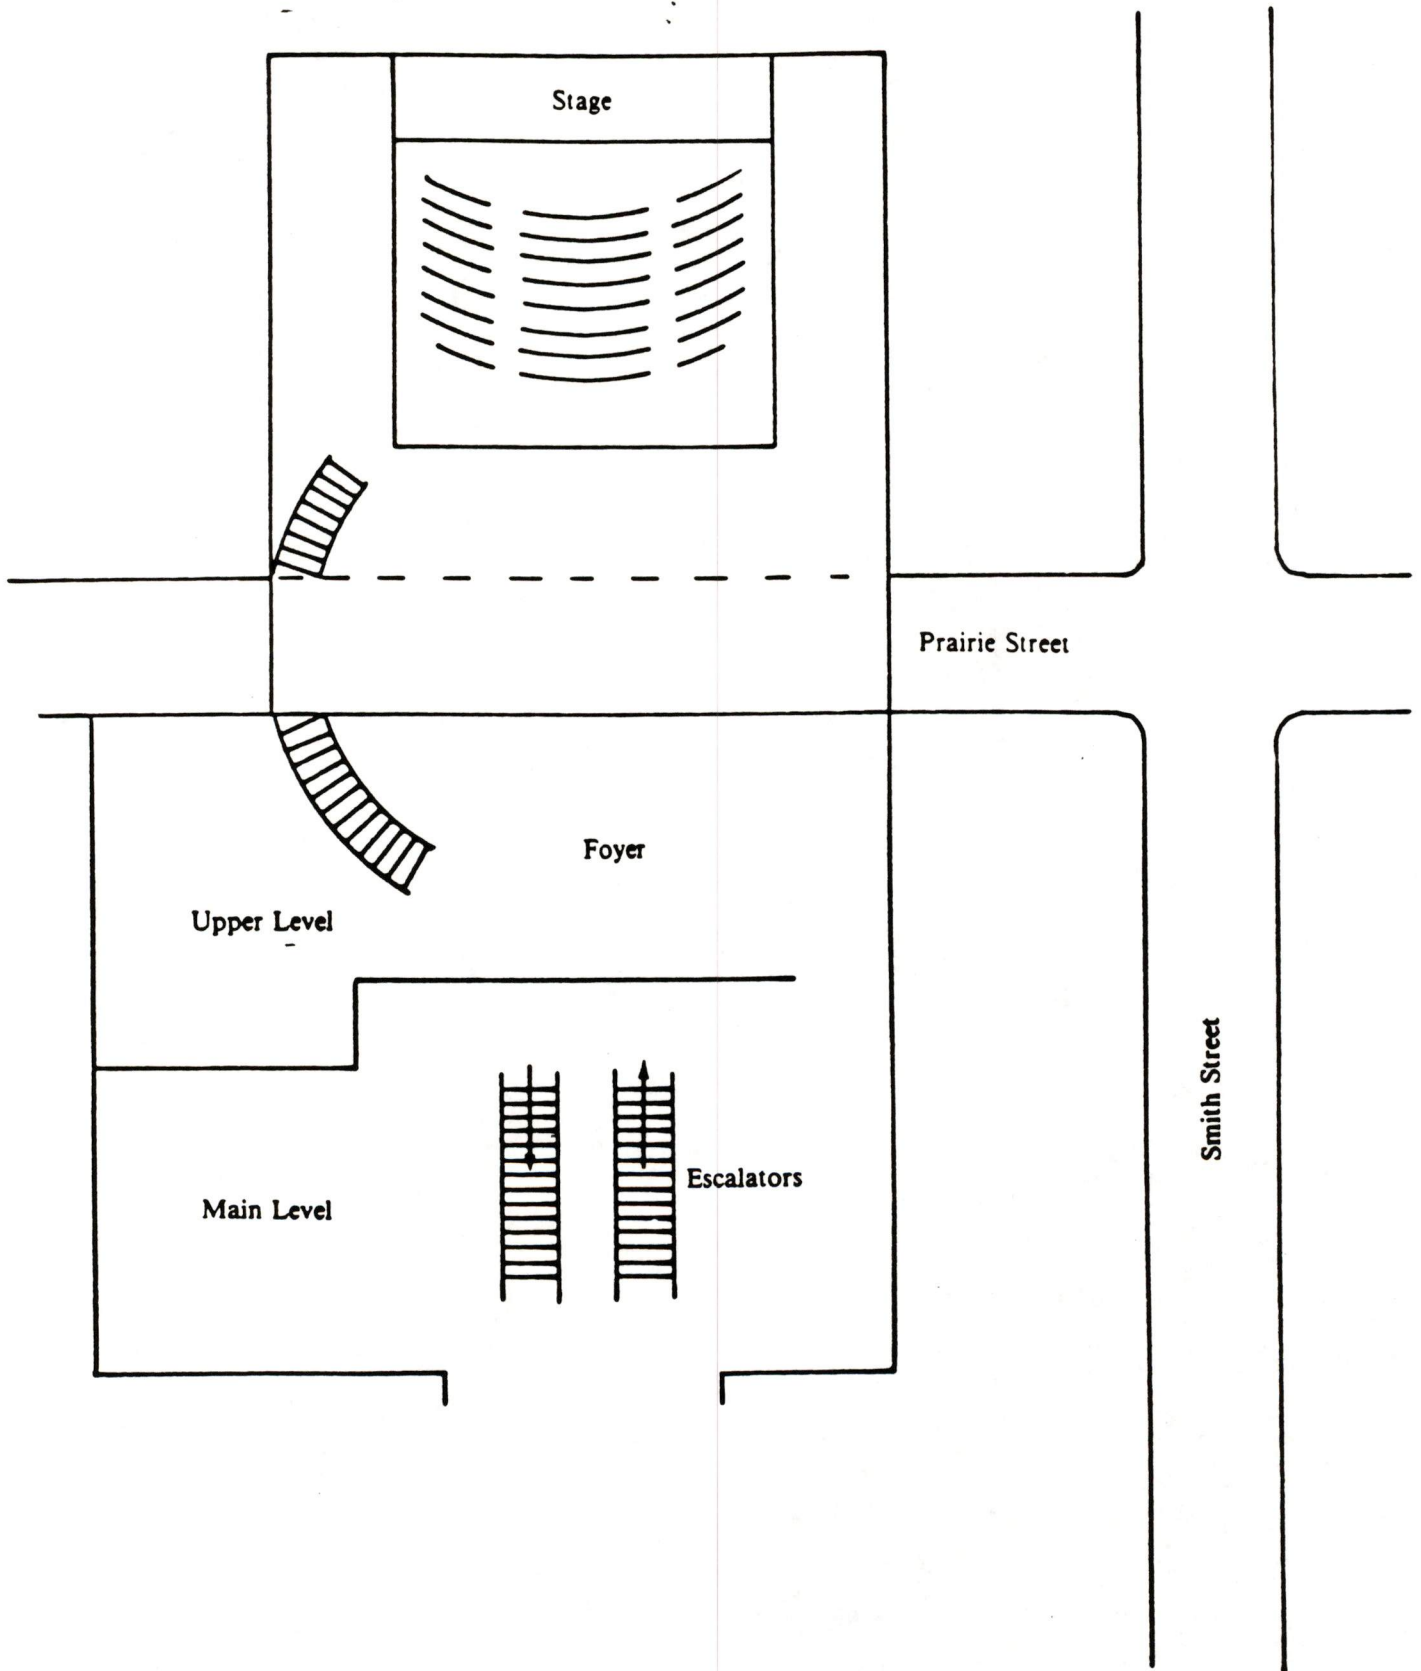 Stage
Prairie Street
Foyer
Upper Level
Smith Street
Escalators
Main Level